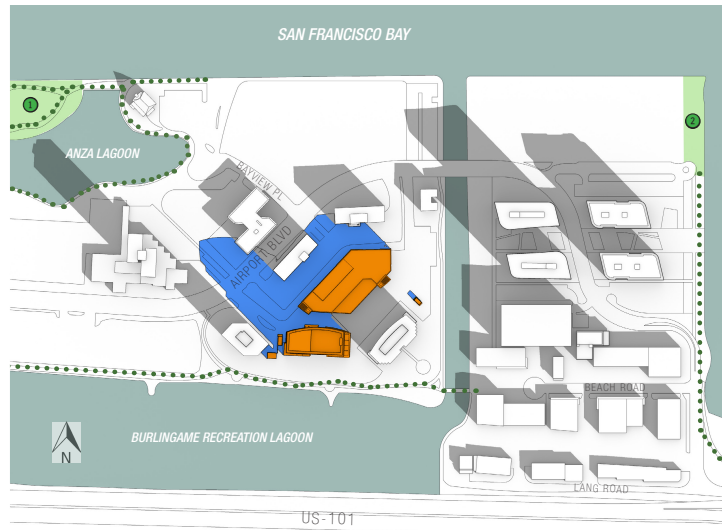 SAN FRANCISCO BAY
1
2
ANZA LAGOON
BAYVIEW PL
AIRPORT BLVD
BEACH ROAD
BURLINGAME RECREATION LAGOON
N
LANG ROAD
US-101